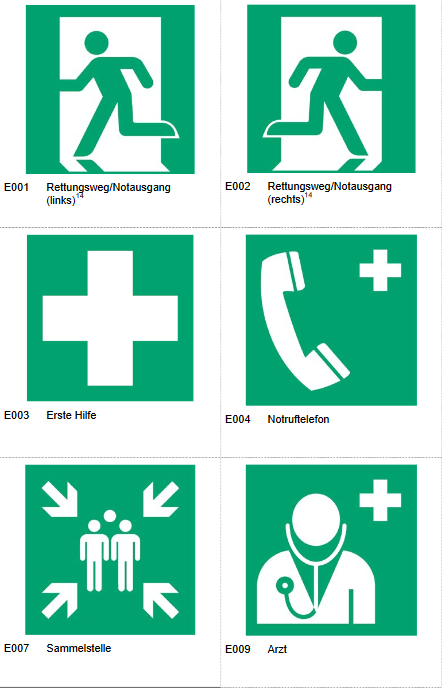 E001 Rettungsweg/Notausgang
(links)14
E002 Rettungsweg/Notausgang
(rechts)14
E003 Erste Hilfe
E004 Notruftelefon
E007 Sammelstelle
E009 Arzt